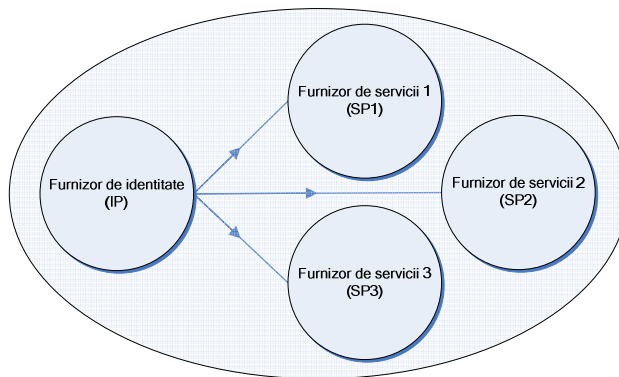 Furnizor de servicii 1
(SP1)
Furnizor de identitate
(IP)
Furnizor de servicii 2
(SP2)
Furnizor de servicii 3
(SP3)